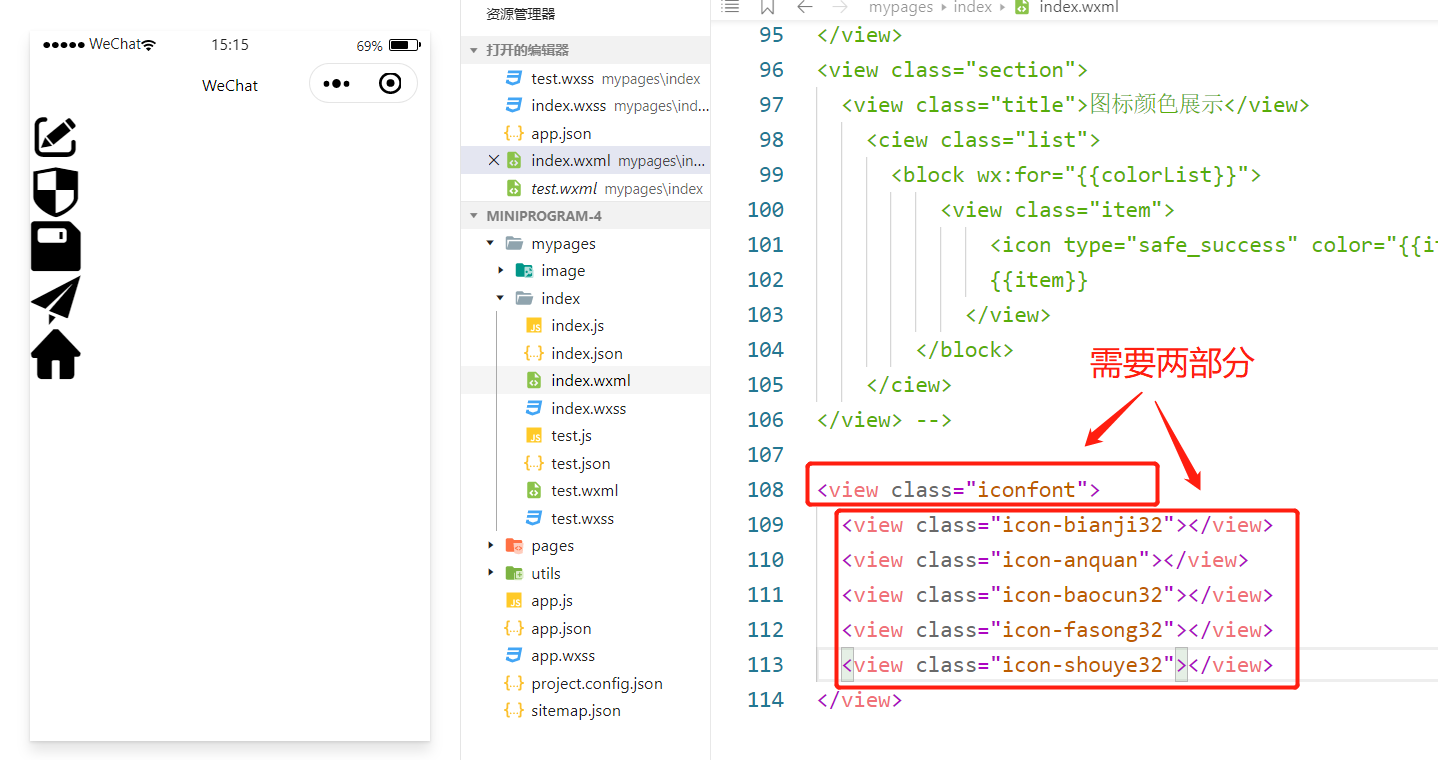 WeChat
15:15
69%
WeChat
资源管理器
打开的编辑器
test.wxss mypages\index
index.wxss mypages\ind...
{..} app.json
index.wxml mypages\in...
test.wxml mypages\index
MINIPROGRAM-4
mypages
image
index
JS index.js
{..} index.json
index.wxml
index.wxss
JS test.js
{..} test.json
test.wxml
test.wxss
pages
utils
JS app.js
{..} app.json
app.wxss
{..} project.config.json
{..} sitemap.json
mypages › index › index.wxml
95 </view>
96 <view class="section">
97 <view class="title">图标颜色展示</view>
98 <ciew class="list">
99 <block wx:for="{{colorList}}">
100 <view class="item">
101 <icon type="safe_success" color="{{it
102 {{item}}
103 </view>
104 </block>
105 </ciew>
106 </view> -->
107
需要两部分
108 <view class="iconfont">
109 <view class="icon-bianji32"></view>
110 <view class="icon-anquan"></view>
111 <view class="icon-baocun32"></view>
112 <view class="icon-fasong32"></view>
113 <view class="icon-shouye32"></view>
114 </view>